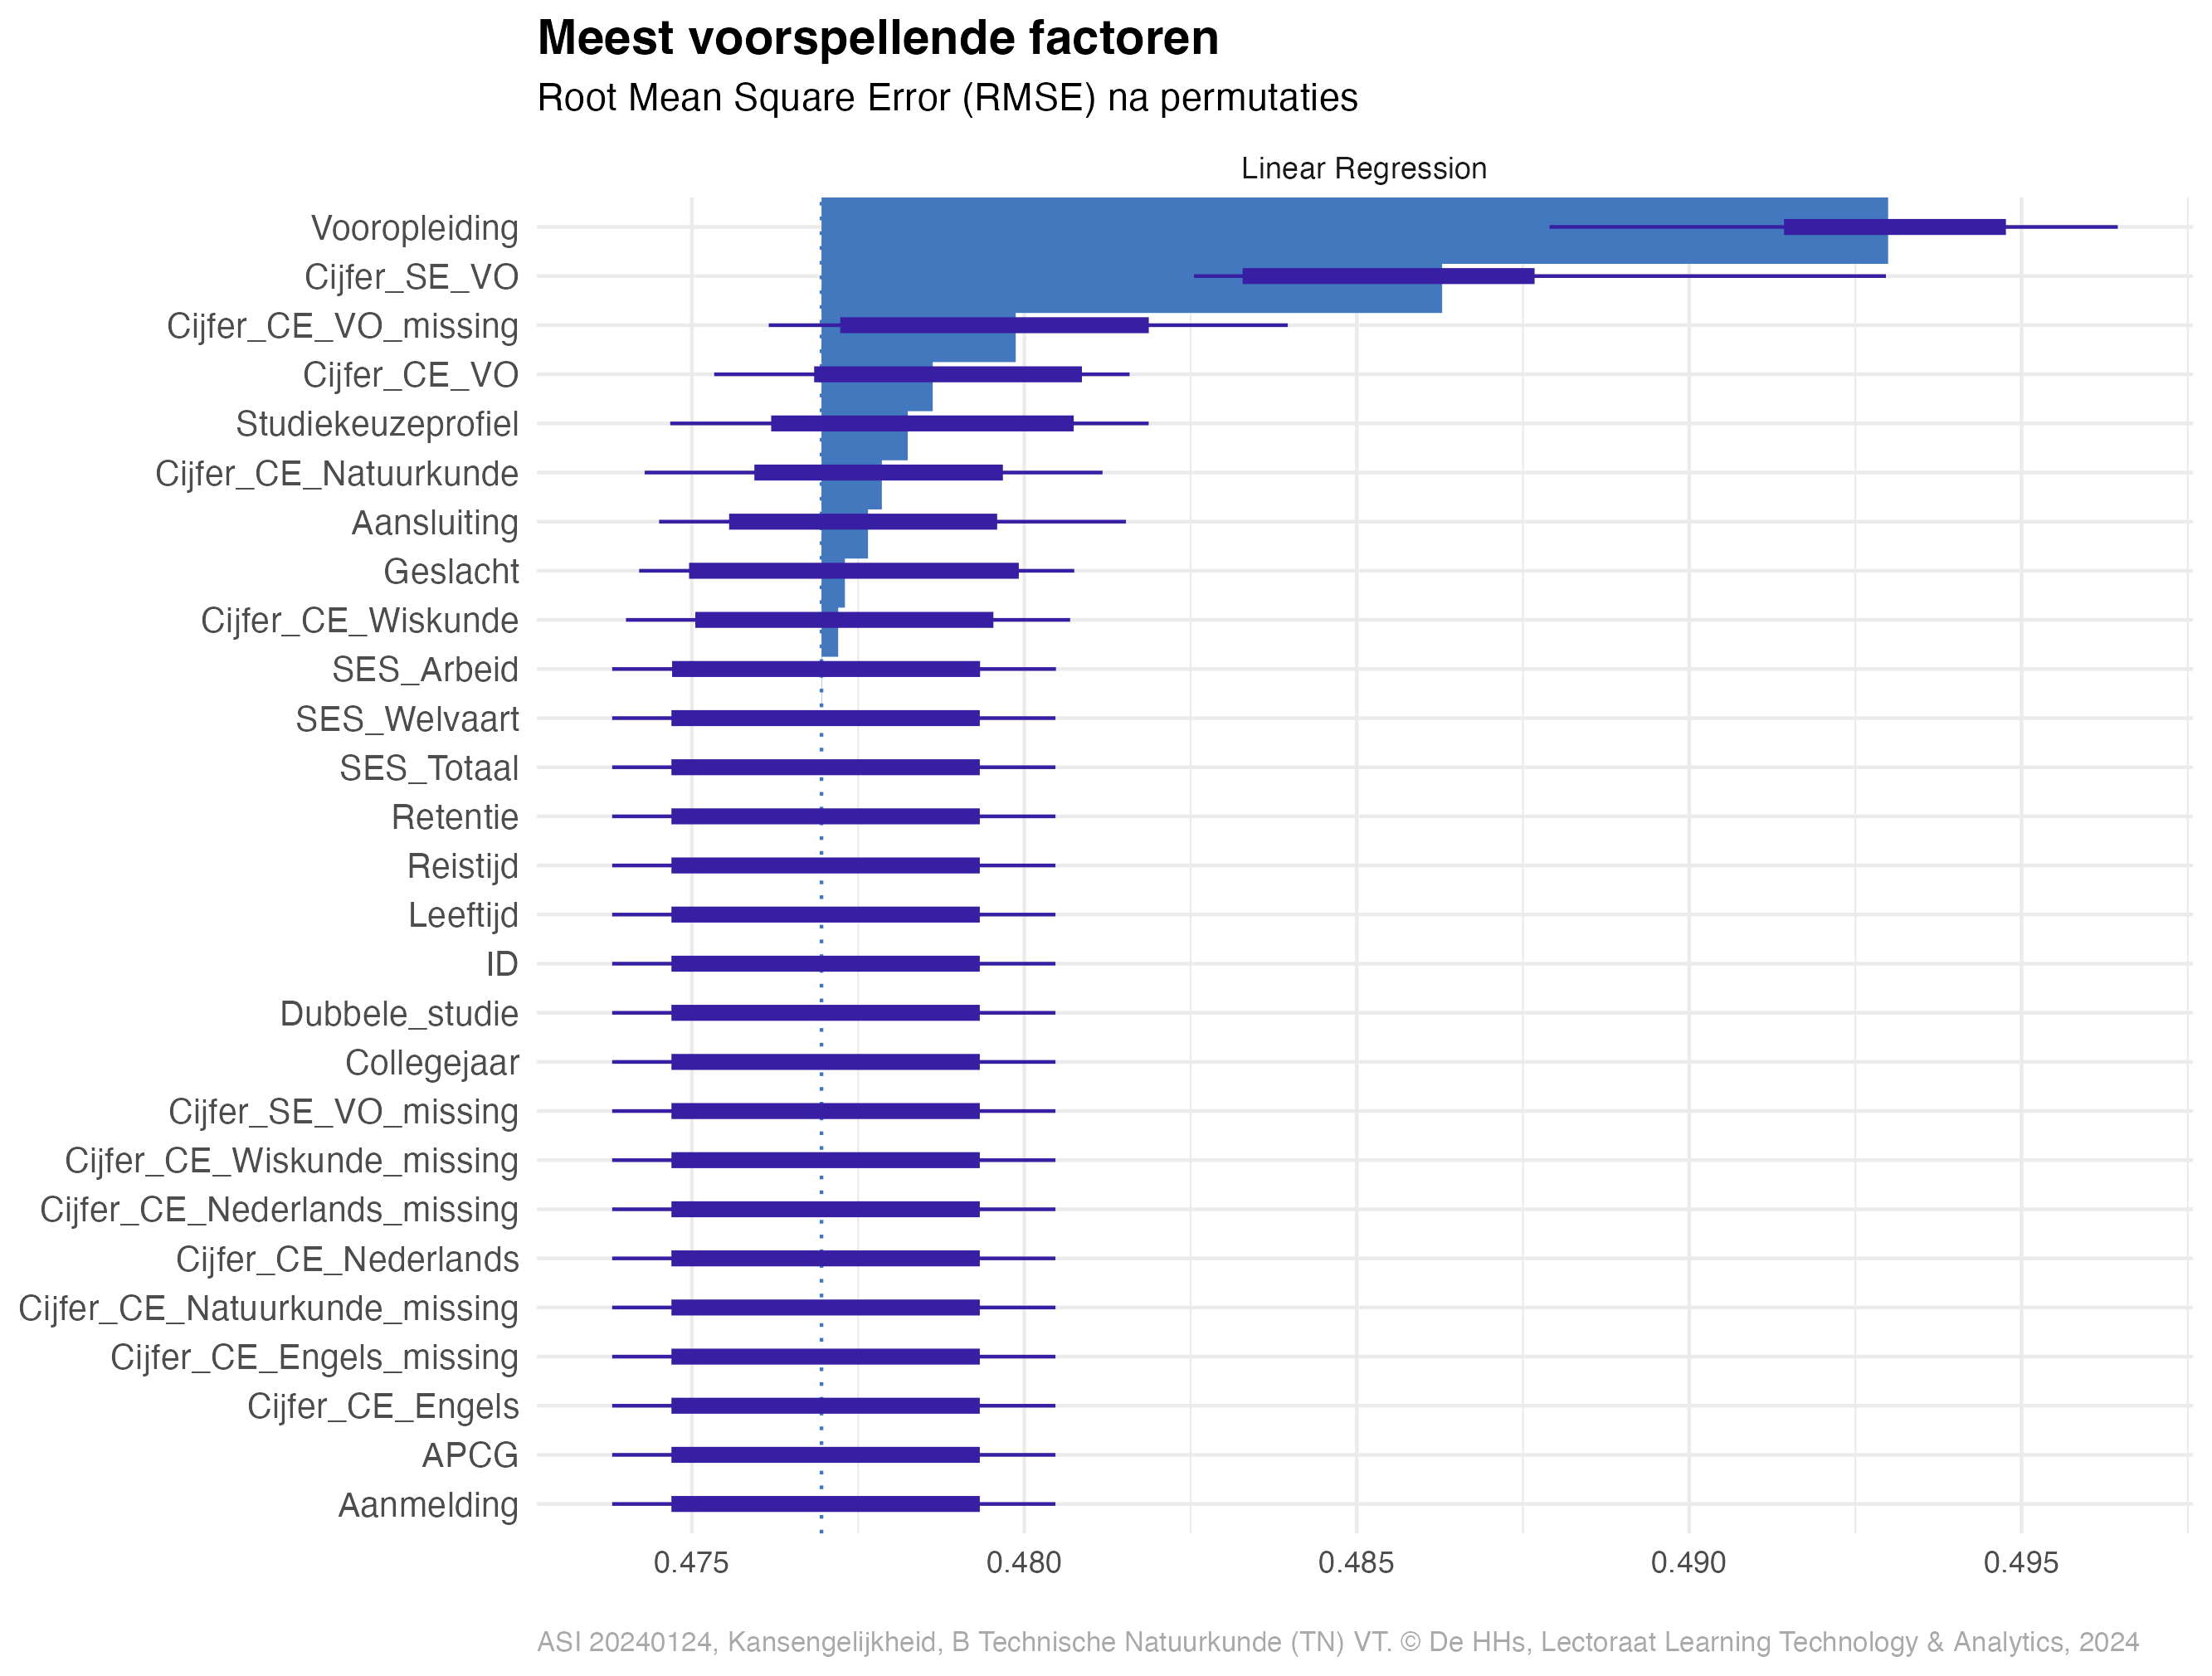 Meest voorspellende factoren
Root Mean Square Error (RMSE) na permutaties
Linear Regression
Vooropleiding
Cijfer_SE_VO
Cijfer_CE_VO_missing
Cijfer_CE_VO
Studiekeuzeprofiel
Cijfer_CE_Natuurkunde
Aansluiting
Geslacht
Cijfer_CE_Wiskunde
SES_Arbeid
SES_Welvaart
SES_Totaal
Retentie
Reistijd
Leeftijd
ID
Dubbele_studie
Collegejaar
Cijfer_SE_VO_missing
Cijfer_CE_Wiskunde_missing
Cijfer_CE_Nederlands_missing
Cijfer_CE_Nederlands
Cijfer_CE_Natuurkunde_missing
Cijfer_CE_Engels_missing
Cijfer_CE_Engels
APCG
Aanmelding
0.475 0.480 0.485 0.490 0.495
ASI 20240124, Kansengelijkheid, B Technische Natuurkunde (TN) VT. © De HHs, Lectoraat Learning Technology & Analytics, 2024